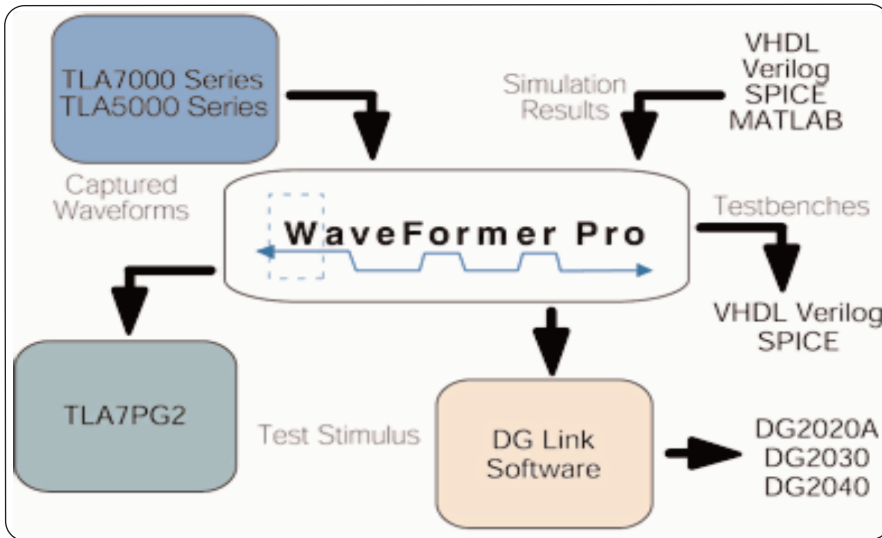 TLA7000 Series
TLA5000 Series
Simulation
Results
VHDL
Verilog
SPICE
MATLAB
Captured
Waveforms
WaveFormer Pro
Testbenches
VHDL Verilog
SPICE
TLA7PG2
Test Stimulus
DG Link
Software
DG2020A
DG2030
DG2040